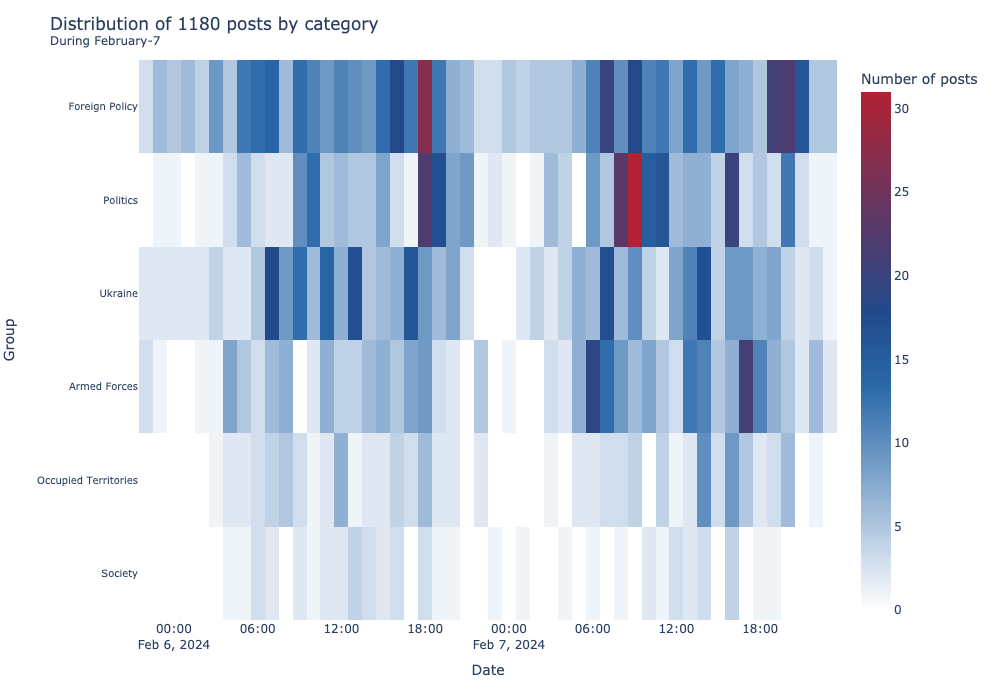 Distribution of 1180 posts by category
During February-7
Number of posts
Group
Foreign Policy
Politics
Ukraine
Armed Forces
Occupied Territories
Society
30
25
20
15
10
5
0
00:00
Feb 6, 2024
06:00
12:00
18:00
00:00
Feb 7, 2024
06:00
12:00
18:00
Date